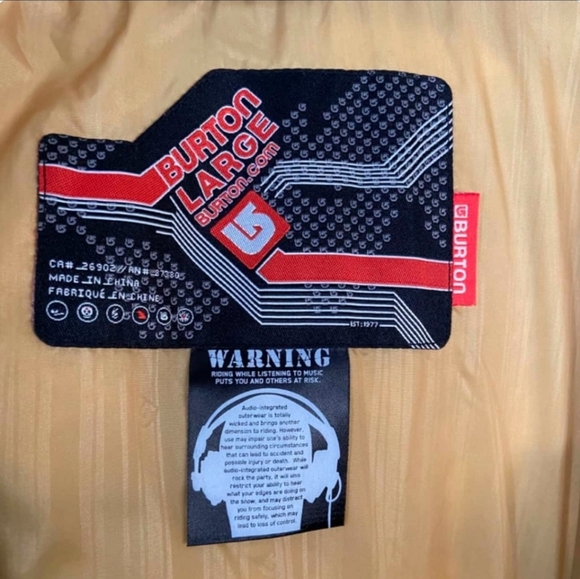 BURTON
LARGE
BURTON.COM
CA# 26902//RN# 97380
MADE IN CHINA
FABRIQUÉ EN CHINE
EST:1977
BURTON
WARNING
RIDING WHILE LISTENING TO MUSIC
PUTS YOU AND OTHERS AT RISK.
Audio-integrated
outerwear is totally
wicked and brings another
dimension to riding. However,
use may impair one's ability to
hear surrounding circumstances
that can lead to accident and
possible injury or death. While
audio-integrated outerwear will
rock the party, it will also
restrict your ability to hear
what your edges are doing on
the snow, and may distract
you from focusing on
riding safely, which may
lead to loss of control.